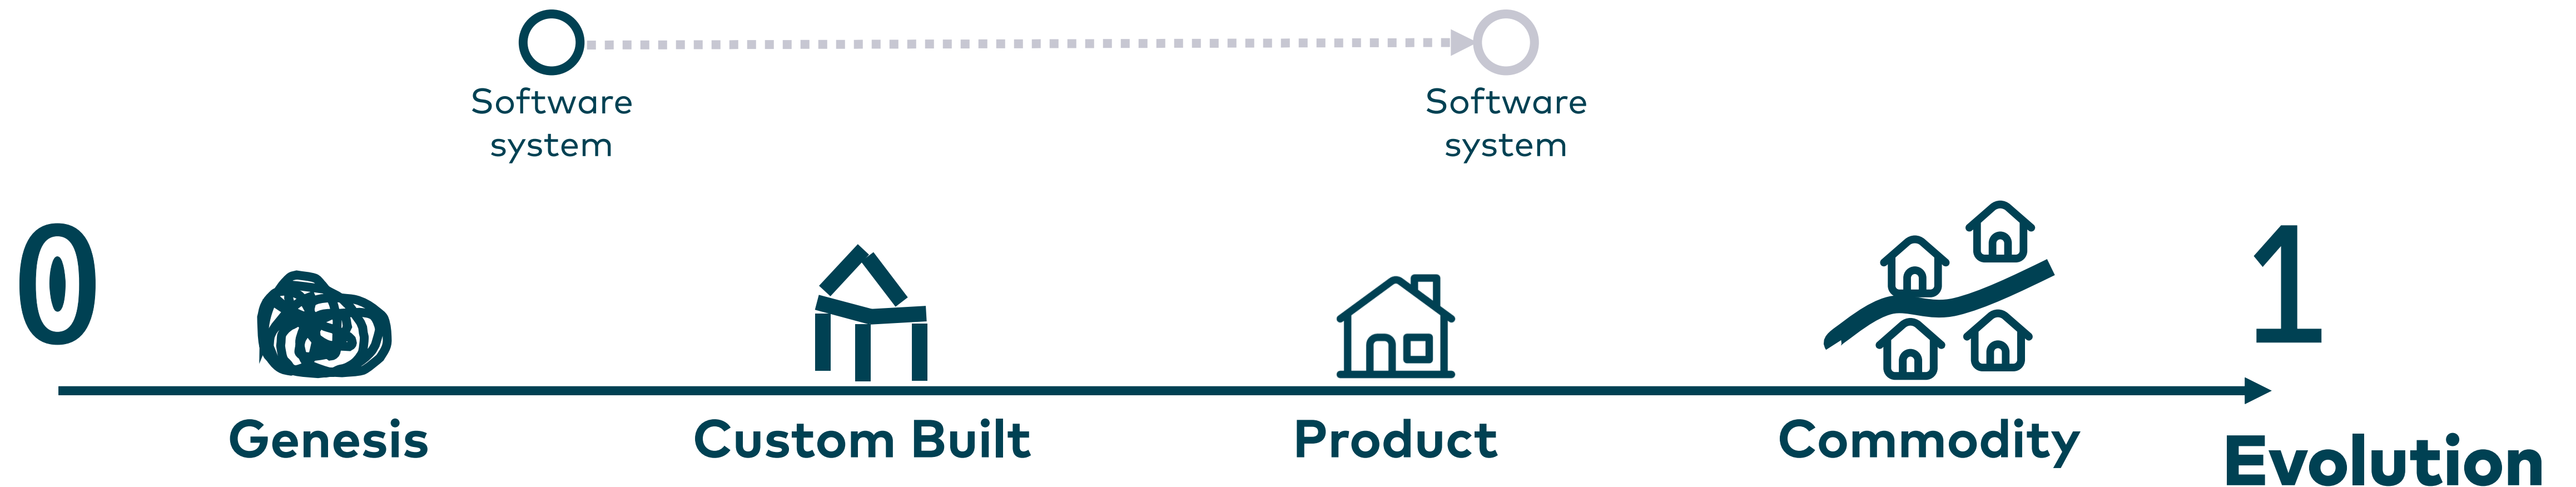 Software
system
Software
system
0
1
Genesis
Custom Built
Product
Commodity
Evolution